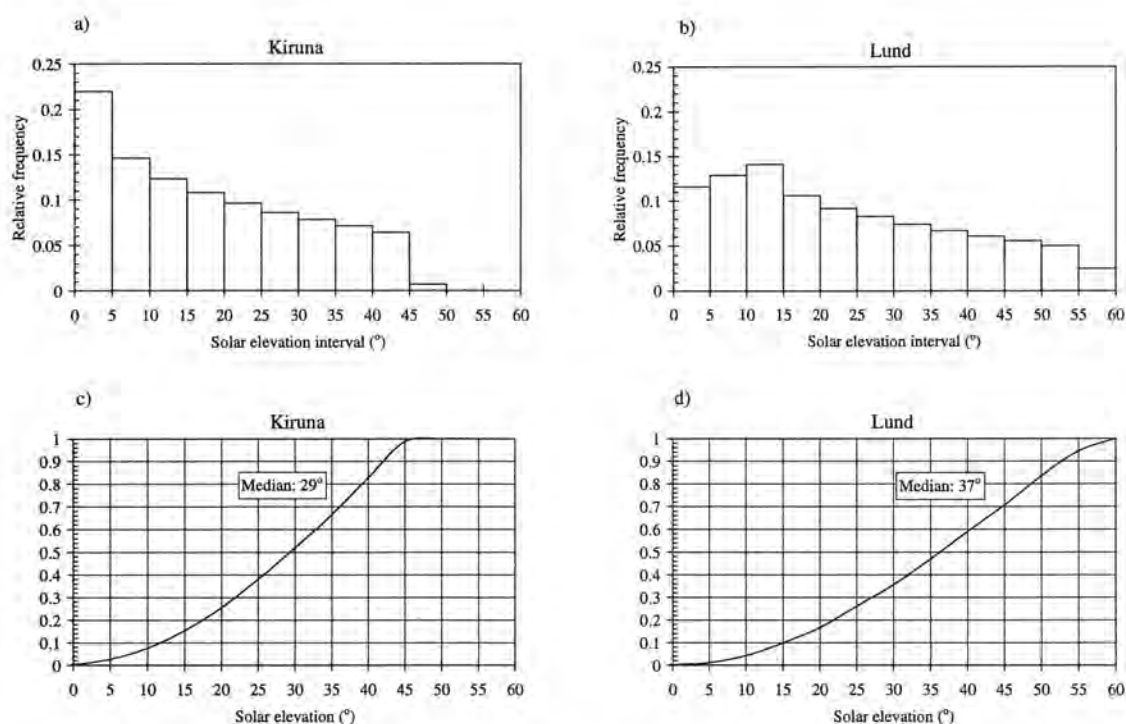 a)
Kiruna
0.25
0.2
0.15
0.1
0.05
0
Relative frequency
0 5 10 15 20 25 30 35 40 45 50 55 60
Solar elevation interval (°)
b)
Lund
0.25
0.2
0.15
0.1
0.05
0
Relative frequency
0 5 10 15 20 25 30 35 40 45 50 55 60
Solar elevation interval (°)
c)
Kiruna
1
0.9
0.8
0.7
0.6
0.5
0.4
0.3
0.2
0.1
0
Median: 29°
0 5 10 15 20 25 30 35 40 45 50 55 60
Solar elevation (°)
d)
Lund
1
0.9
0.8
0.7
0.6
0.5
0.4
0.3
0.2
0.1
0
Median: 37°
0 5 10 15 20 25 30 35 40 45 50 55 60
Solar elevation (°)